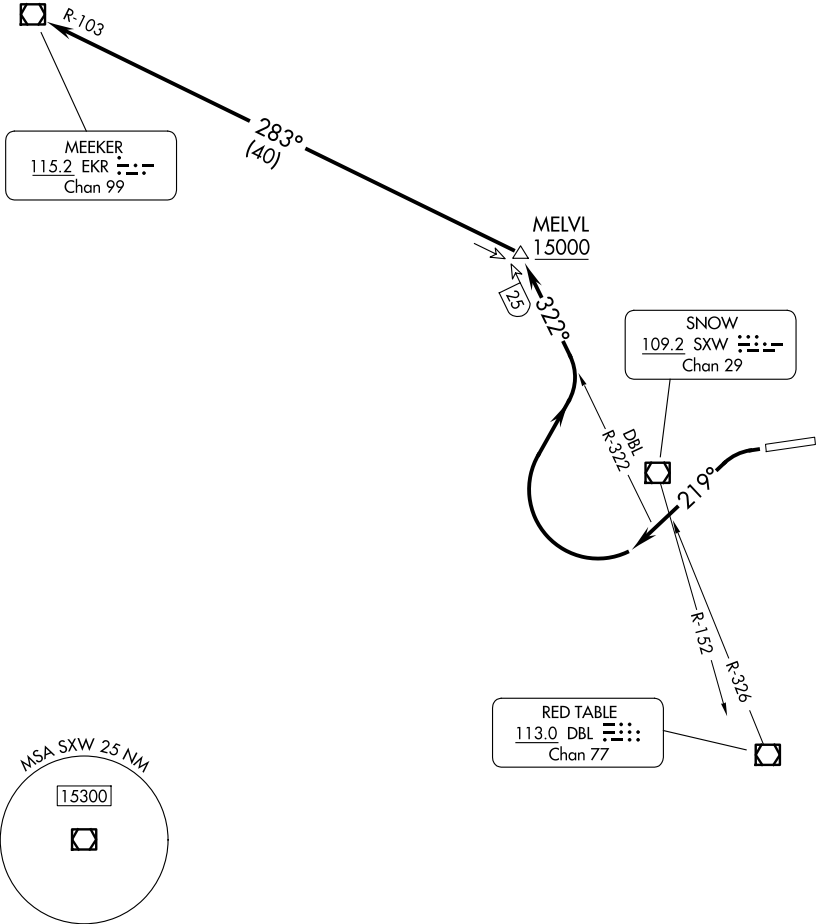 R-103
283°
(40)
MEEKER
115.2 EKR
Chan 99
MELVL
15000
25
322°
SNOW
109.2 SXW
Chan 29
DBL
R-322
219°
R-152
R-326
RED TABLE
113.0 DBL
Chan 77
MSA SXW 25 NM
15300